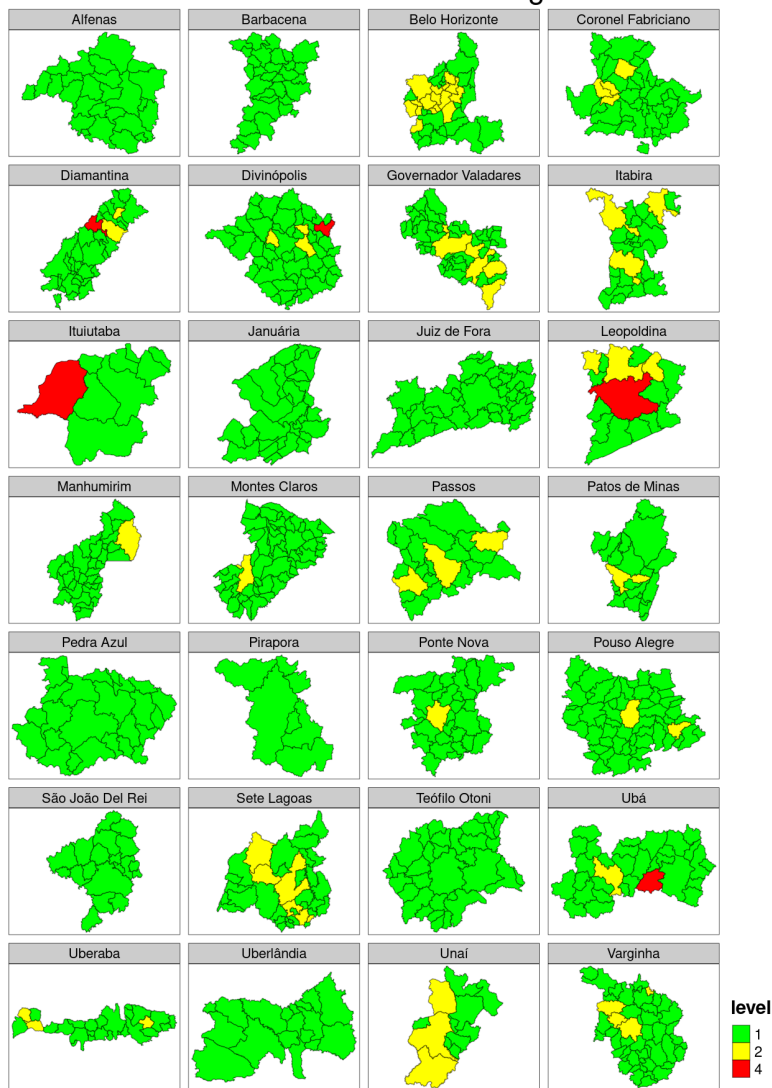 Alfenas
Barbacena
Belo Horizonte
Coronel Fabriciano
Diamantina
Divinópolis
Governador Valadares
Itabira
Ituiutaba
Januária
Juiz de Fora
Leopoldina
Manhumirim
Montes Claros
Passos
Patos de Minas
Pedra Azul
Pirapora
Ponte Nova
Pouso Alegre
São João Del Rei
Sete Lagoas
Teófilo Otoni
Ubá
Uberaba
Uberlândia
Unaí
Varginha
level
1
2
4